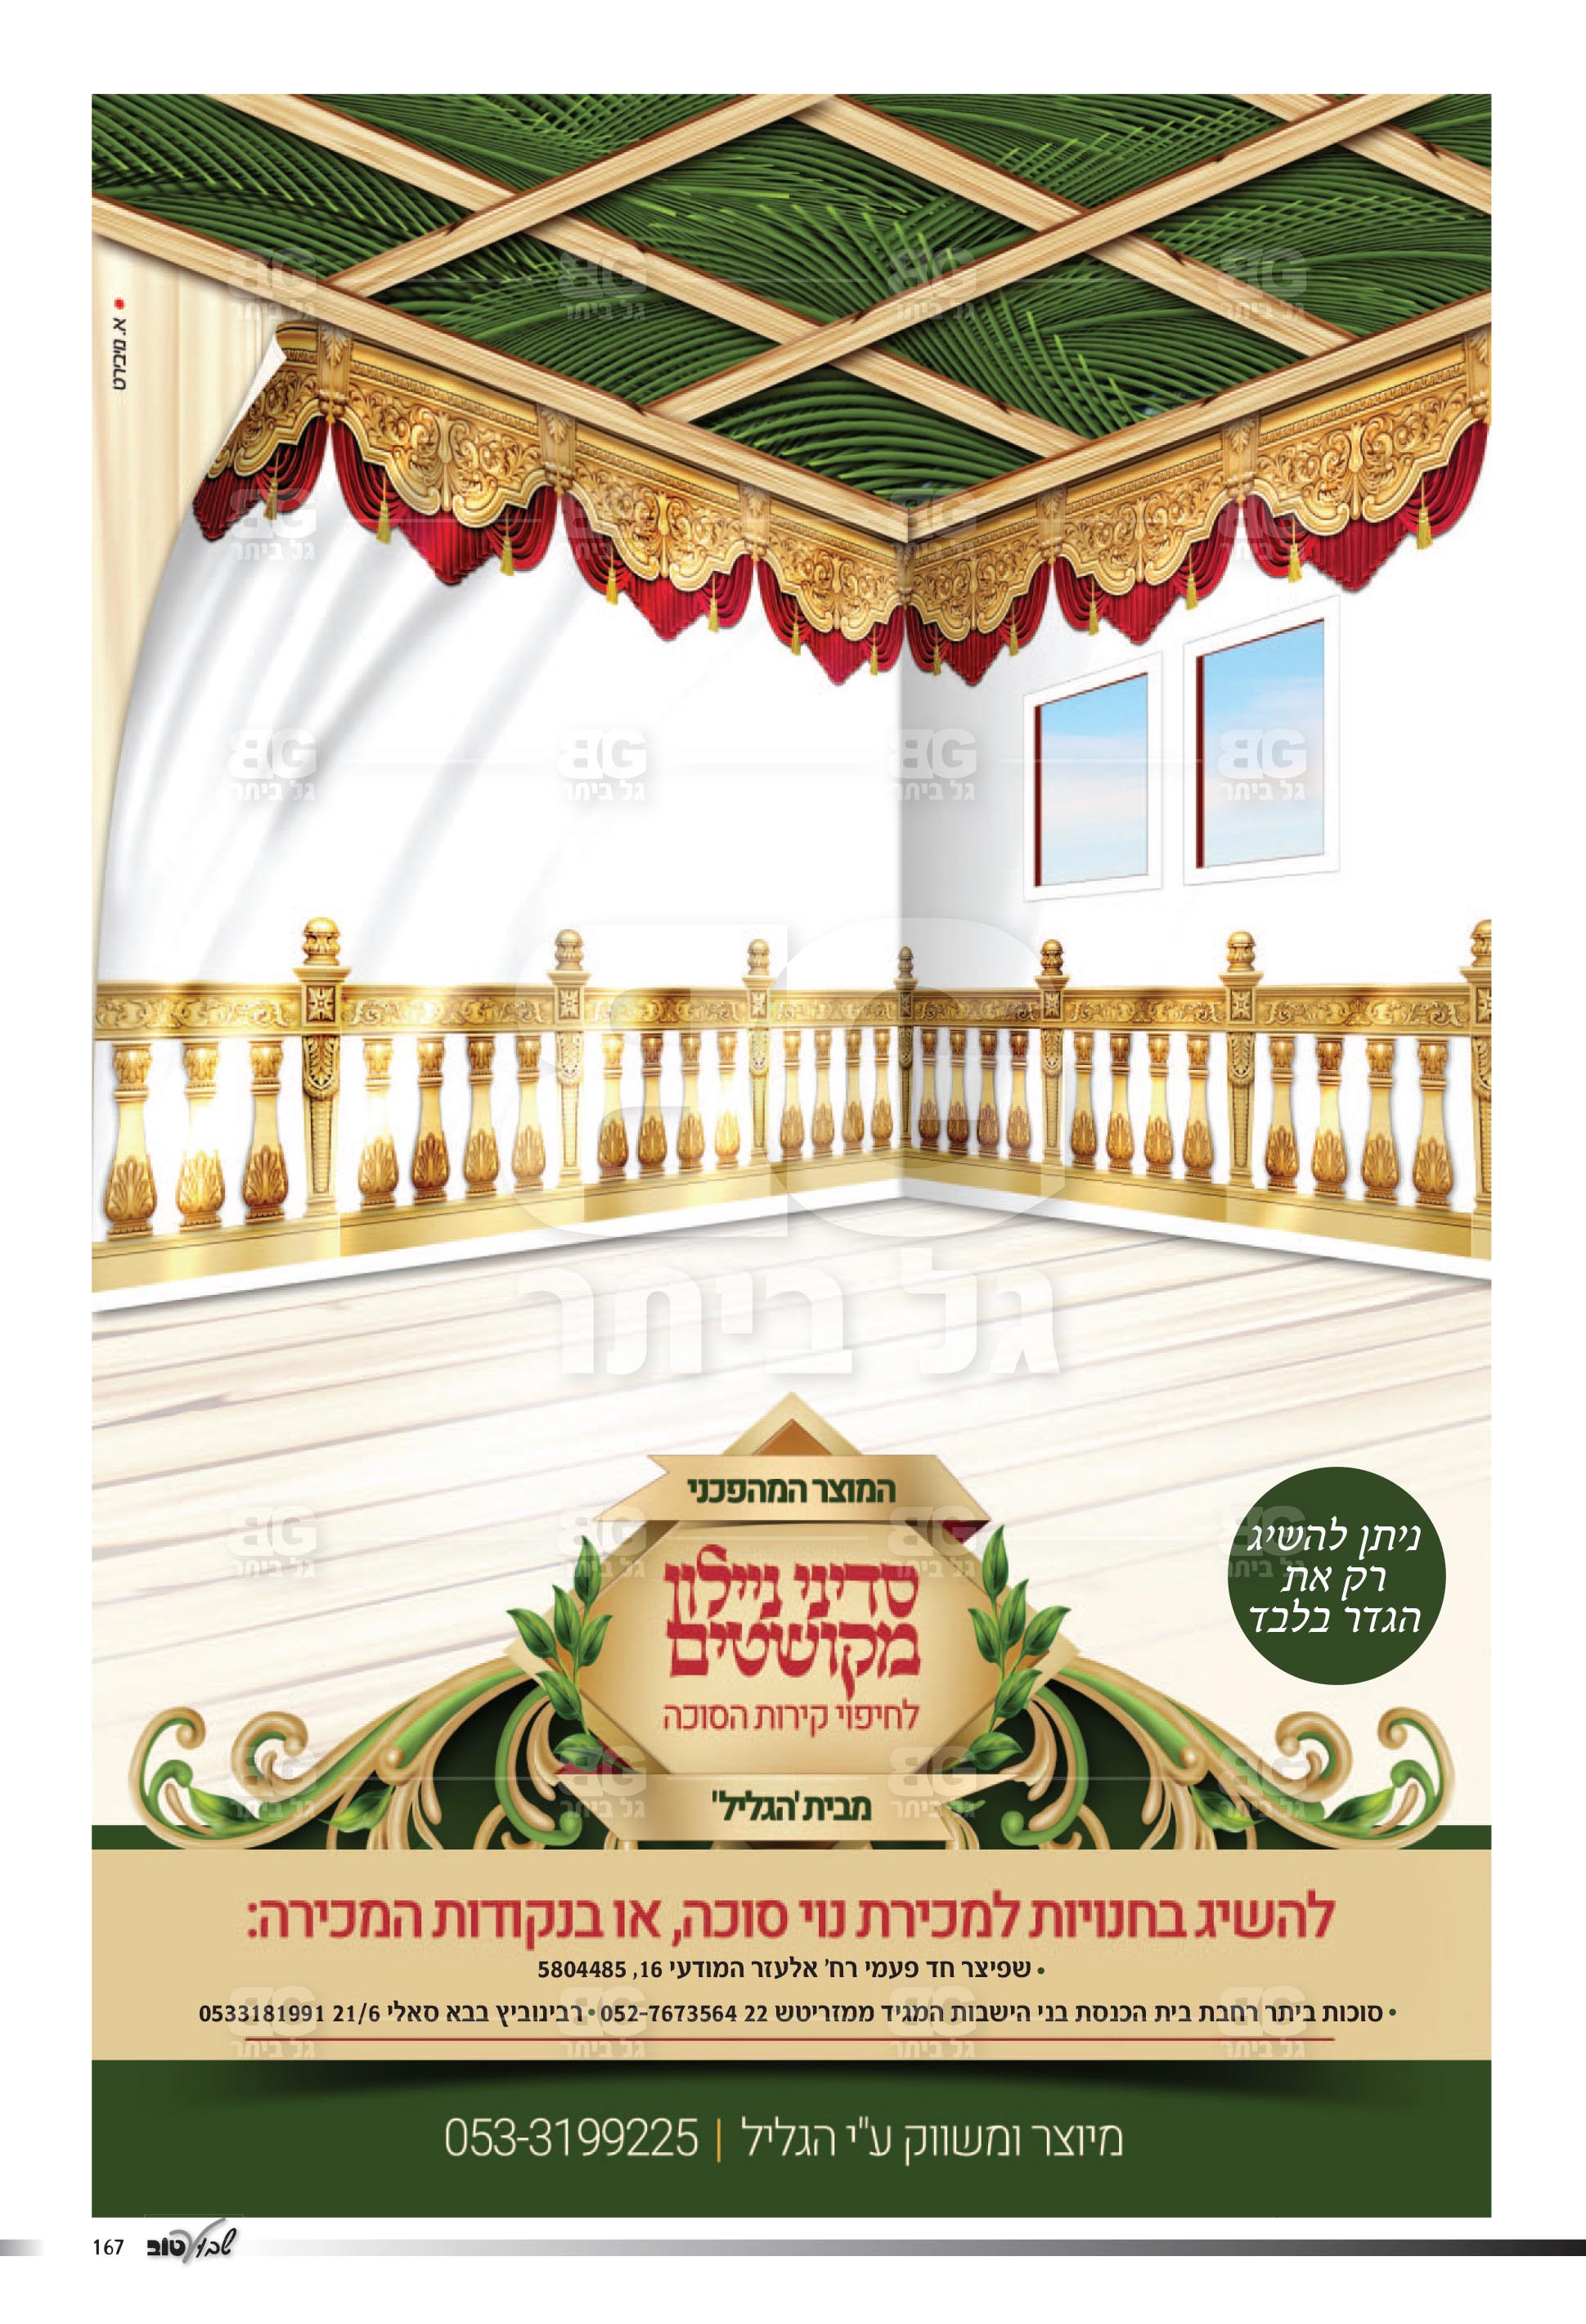 א. מובירט
גל ביתר
המוצר המהפכני
סדיני ניילון
מקושטים
לחיפוי קירות הסוכה
מבית 'הגליל'
ניתן להשיג
רק את
הגדר בלבד
להשיג בחנויות למכירת נוי סוכה, או בנקודות המכירה:
• שפיצר חד פעמי רח' אלעזר המודעי 16, 5804485
• סוכות ביתר רחבת בית הכנסת בני הישבות המגיד ממזריטש 22 052-7673564 • רבינוביץ בבא סאלי 21/6 0533181991
מיוצר ומשווק ע"י הגליל | 053-3199225
167 שבוע טוב